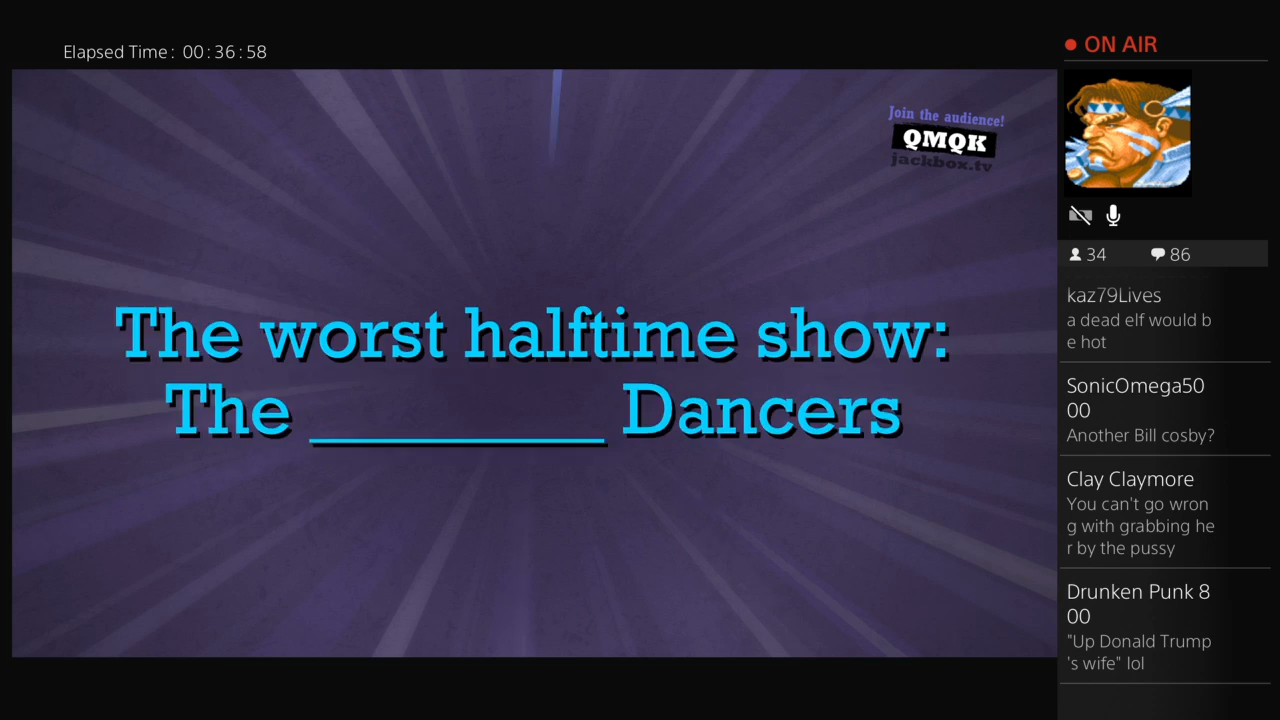 Elapsed Time: 00:36:58
ON AIR
Join the audience!
QMQK
jackbox.tv
The worst halftime show:
The ________ Dancers
34 86
kaz79Lives
a dead elf would b
e hot
SonicOmega50
00
Another Bill cosby?
Clay Claymore
You can't go wron
g with grabbing he
r by the pussy
Drunken Punk 8
00
"Up Donald Trump
's wife" lol